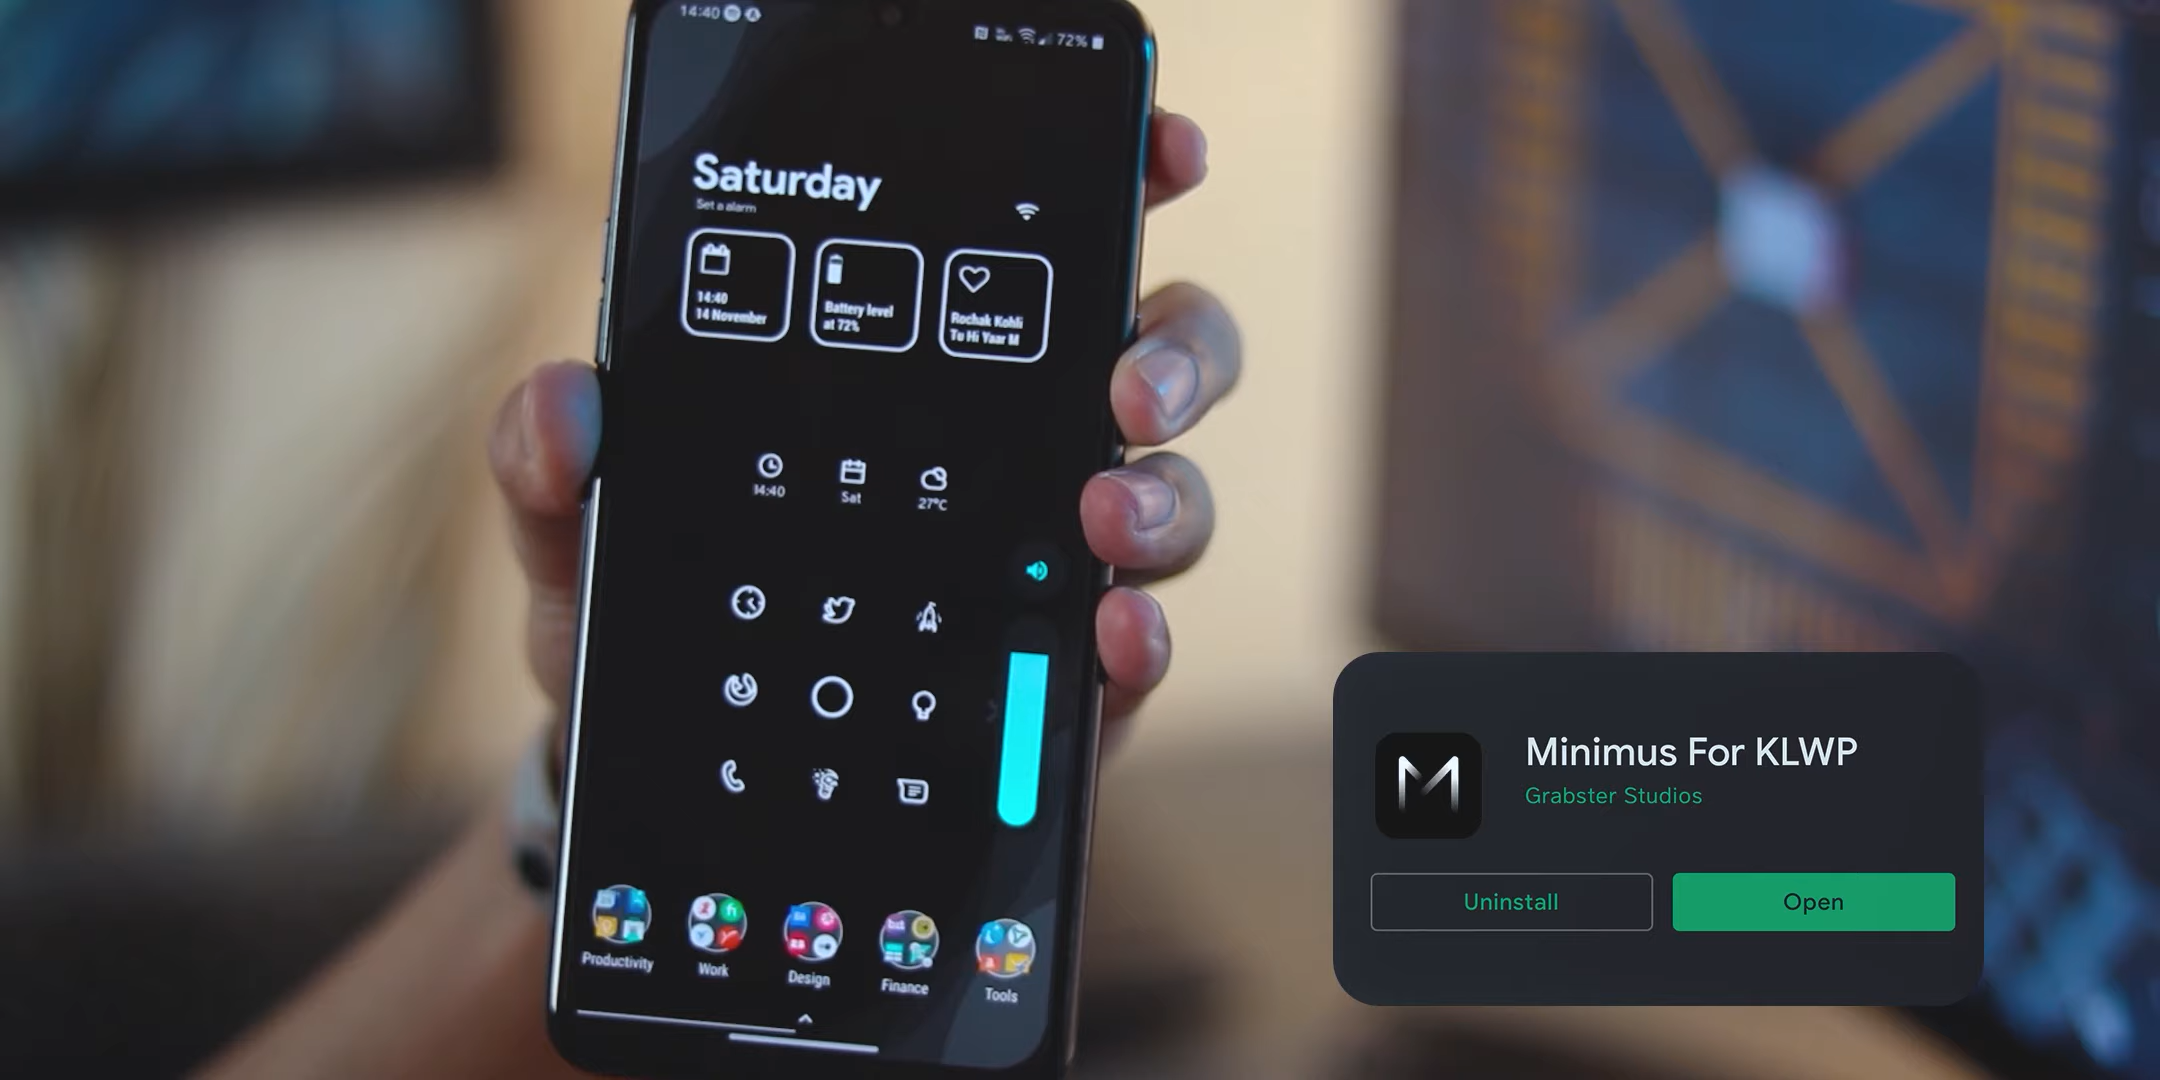 14:40
72%
Saturday
Set a alarm
14:40
14 November
Battery level
at 72%
Rochak Kohli
Tu Hi Yaar M
14:40
Sat
27°C
Productivity
Work
Design
Finance
Tools
Minimus For KLWP
Grabster Studios
Uninstall
Open